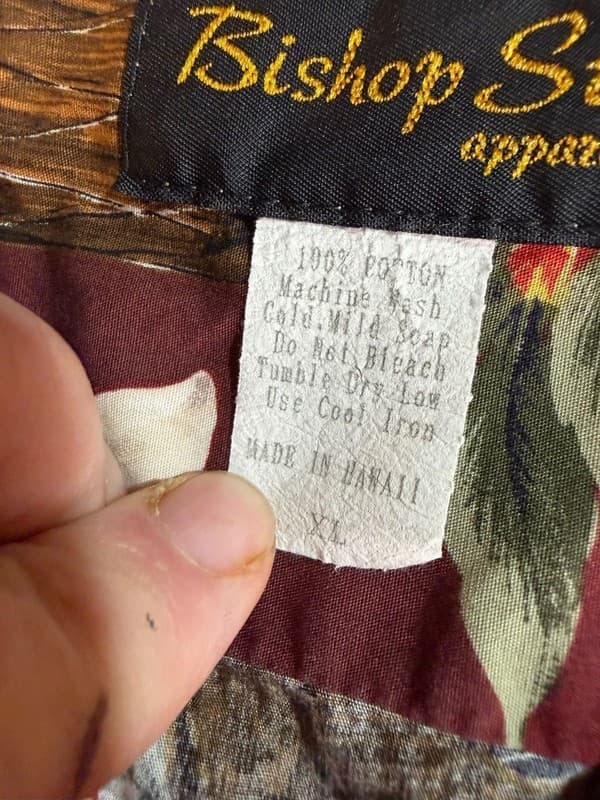 Bishop St
appar
100% COTTON
Machine Wash
Cold.Mild Soap
Do Not Bleach
Tumble Dry Low
Use Cool Iron
MADE IN HAWAII
XL